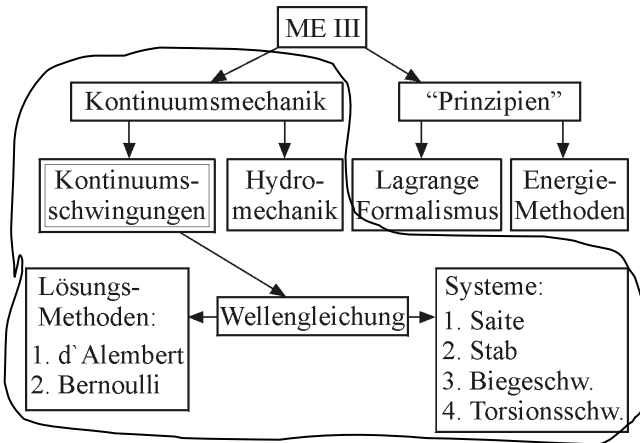 ME III
Kontinuumsmechanik
“Prinzipien”
Kontinuums-
schwingungen
Hydro-
mechanik
Lagrange
Formalismus
Energie-
Methoden
Lösungs-
Methoden:
1. d`Alembert
2. Bernoulli
Wellengleichung
Systeme:
1. Saite
2. Stab
3. Biegeschw.
4. Torsionsschw.